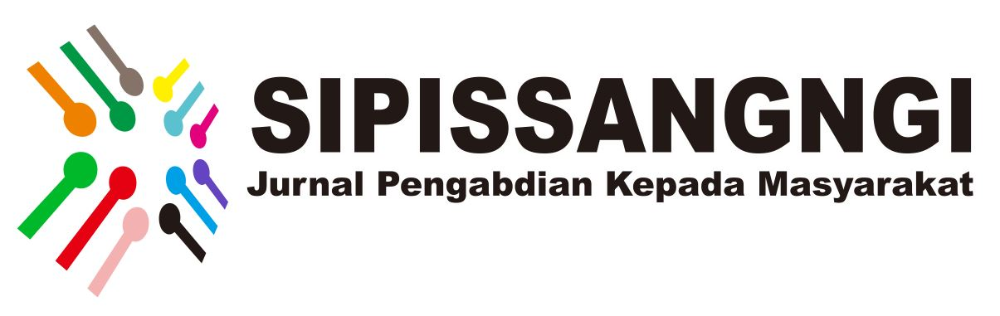 SIPISSANGNGI
Jurnal Pengabdian Kepada Masyarakat